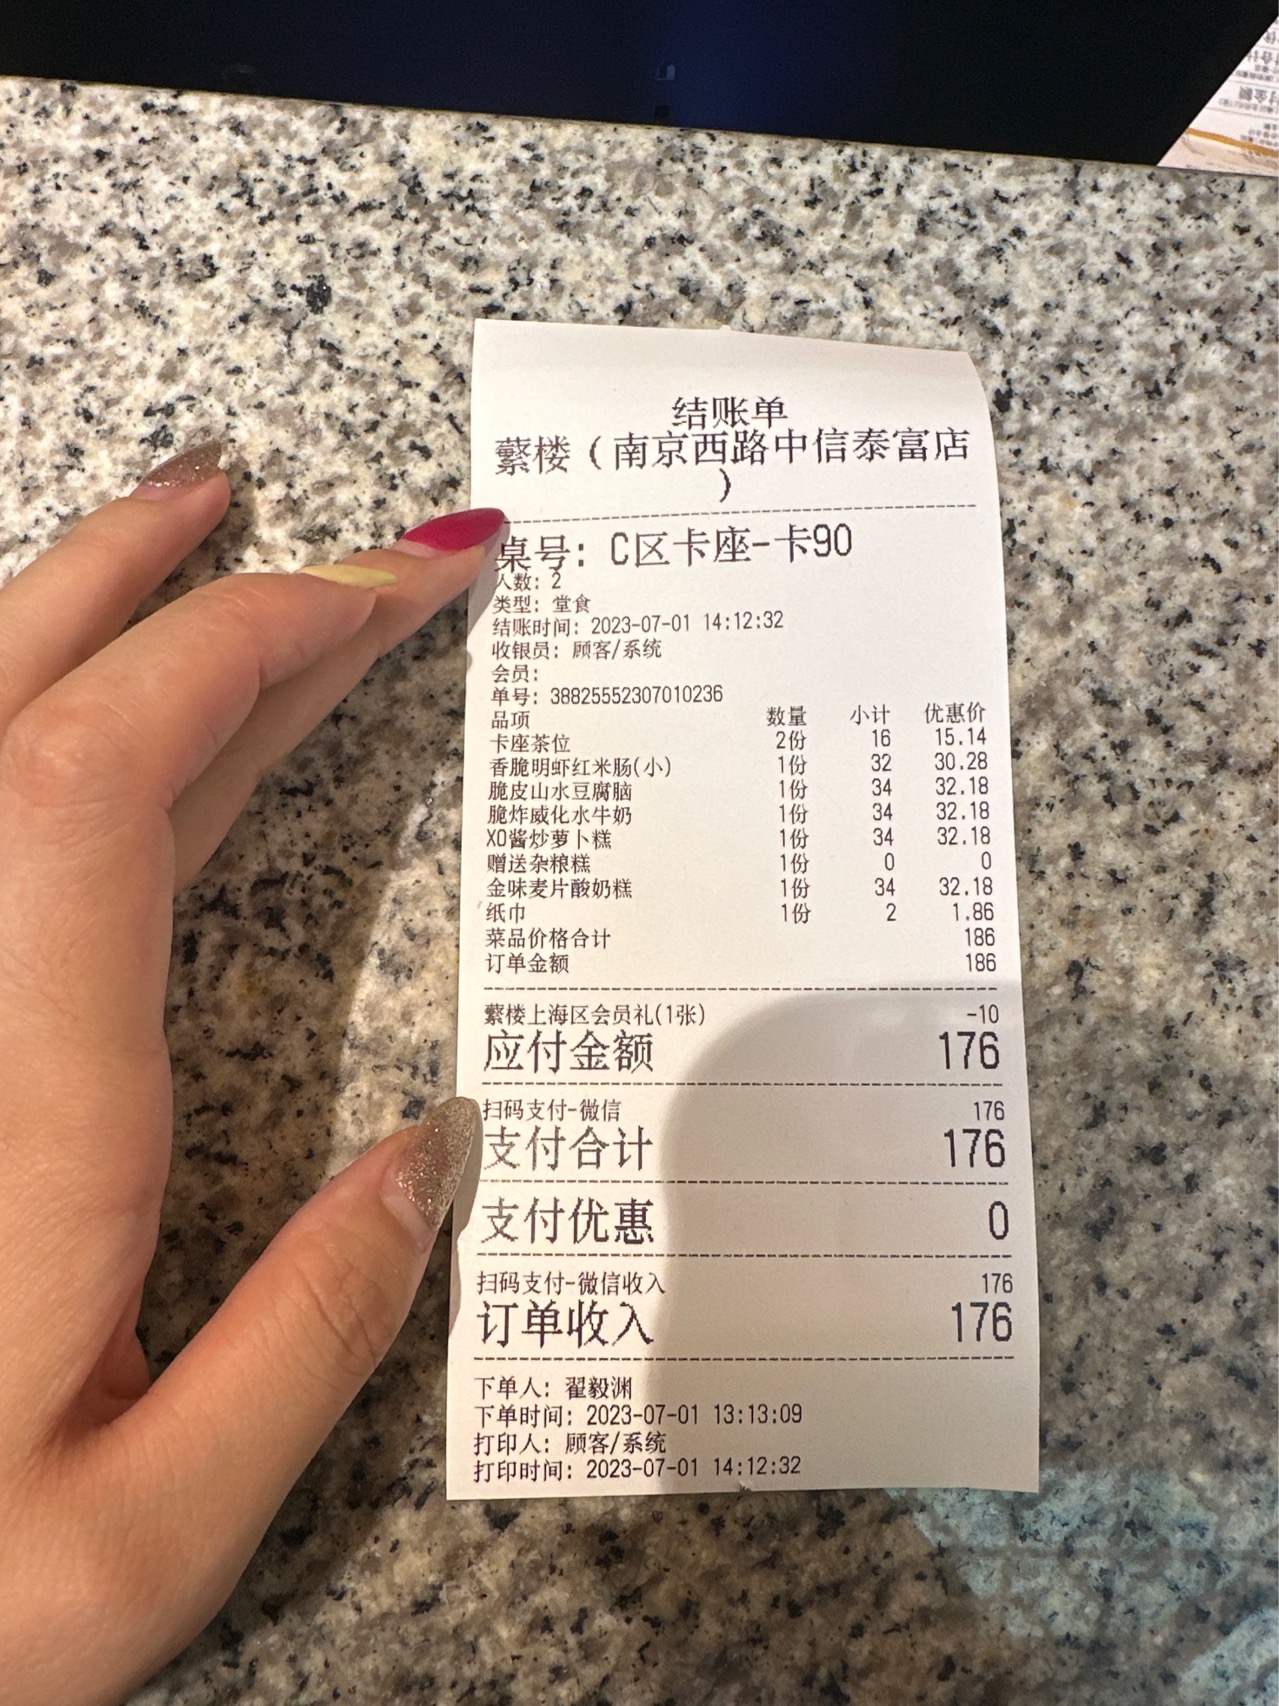 结账单
蘩楼（南京西路中信泰富店
）
桌号: C区卡座-卡90
人数: 2
类型: 堂食
结账时间: 2023-07-01 14:12:32
收银员: 顾客/系统
会员:
单号: 38825552307010236
品项 数量 小计 优惠价
卡座茶位 2份 16 15.14
香脆明虾红米肠(小) 1份 32 30.28
脆皮山水豆腐脑 1份 34 32.18
脆炸威化水牛奶 1份 34 32.18
XO酱炒萝卜糕 1份 34 32.18
赠送杂粮糕 1份 0 0
金味麦片酸奶糕 1份 34 32.18
纸巾 1份 2 1.86
菜品价格合计 186
订单金额 186
蘩楼上海区会员礼(1张) -10
应付金额 176
扫码支付-微信 176
支付合计 176
支付优惠 0
扫码支付-微信收入 176
订单收入 176
下单人: 翟毅渊
下单时间: 2023-07-01 13:13:09
打印人: 顾客/系统
打印时间: 2023-07-01 14:12:32